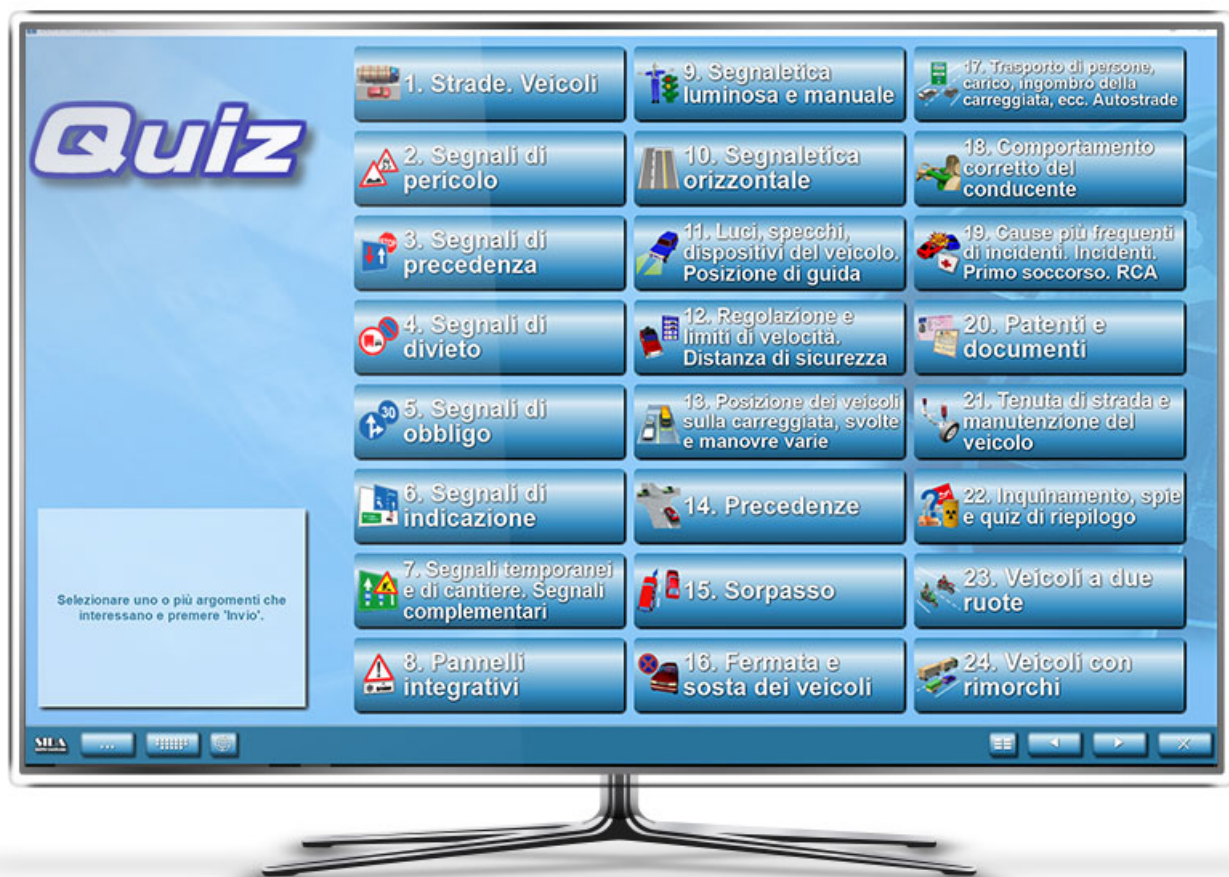 Quiz
1. Strade. Veicoli
2. Segnali di
pericolo
3. Segnali di
precedenza
4. Segnali di
divieto
5. Segnali di
obbligo
6. Segnali di
indicazione
7. Segnali temporanei
e di cantiere. Segnali
complementari
8. Pannelli
integrativi
9. Segnaletica
luminosa e manuale
10. Segnaletica
orizzontale
11. Luci, specchi,
dispositivi del veicolo.
Posizione di guida
12. Regolazione e
limiti di velocità.
Distanza di sicurezza
13. Posizione dei veicoli
sulla carreggiata, svolte
e manovre varie
14. Precedenze
15. Sorpasso
16. Fermata e
sosta dei veicoli
17. Trasporto di persone,
carico, ingombro della
carreggiata, ecc. Autostrade
18. Comportamento
corretto del
conducente
19. Cause più frequenti
di incidenti. Incidenti.
Primo soccorso. RCA
20. Patenti e
documenti
21. Tenuta di strada e
manutenzione del
veicolo
22. Inquinamento, spie
e quiz di riepilogo
23. Veicoli a due
ruote
24. Veicoli con
rimorchi
Selezionare uno o più argomenti che
interessano e premere 'Invio'.
SIDA
...
STOP
30